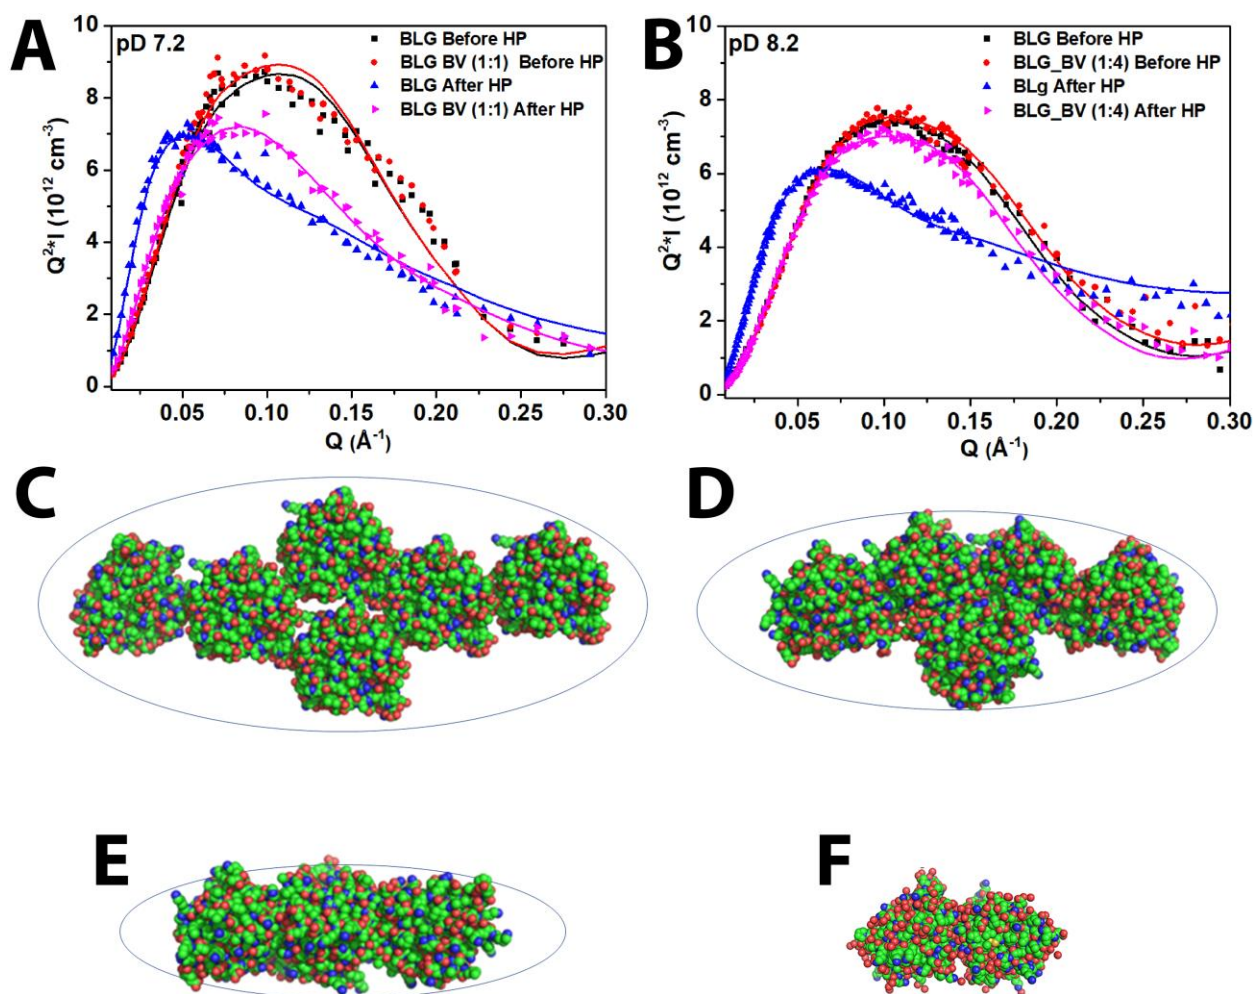 A
pD 7.2
BLG Before HP
BLG BV (1:1) Before HP
BLG After HP
BLG BV (1:1) After HP
10
8
6
4
2
0
Q²*I (10¹² cm⁻³)
0.05 0.10 0.15 0.20 0.25 0.30
Q (Å⁻¹)
B
pD 8.2
BLG Before HP
BLG_BV (1:4) Before HP
BLg After HP
BLG_BV (1:4) After HP
10
8
6
4
2
0
Q²*I (10¹² cm⁻³)
0.05 0.10 0.15 0.20 0.25 0.30
Q (Å⁻¹)
C
D
E
F